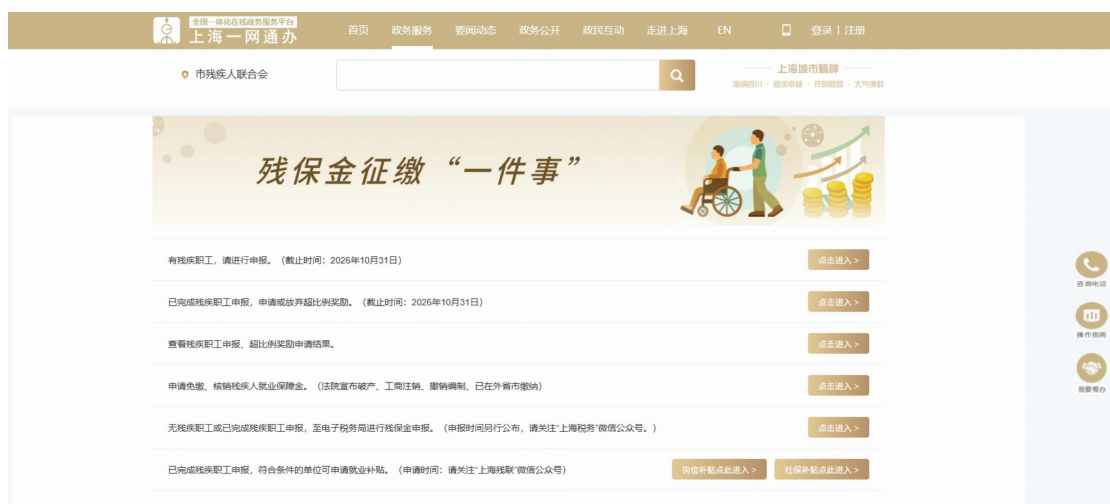 全国一体化在线政务服务平台
上海一网通办
首页 政务服务 要闻动态 政务公开 政民互动 走进上海 EN 登录 | 注册
市残疾人联合会
上海城市精神
海纳百川 · 追求卓越 · 开明睿智 · 大气谦和
残保金征缴“一件事”
有残疾职工，请进行申报。（截止时间：2026年10月31日） 点击进入 >
已完成残疾职工申报，申请或放弃超比例奖励。（截止时间：2026年10月31日） 点击进入 >
查看残疾职工申报、超比例奖励申请结果。 点击进入 >
申请免缴、核销残疾人就业保障金。（法院宣布破产、工商注销、撤销编制、已在外省市缴纳） 点击进入 >
无残疾职工或已完成残疾职工申报，至电子税务局进行残保金申报。（申报时间另行公布，请关注“上海税务”微信公众号。） 点击进入 >
已完成残疾职工申报，符合条件的单位可申请就业补贴。（申请时间：请关注“上海残联”微信公众号） 岗位补贴点此进入 > 社保补贴点此进入 >
咨询电话
操作指南
我要帮办